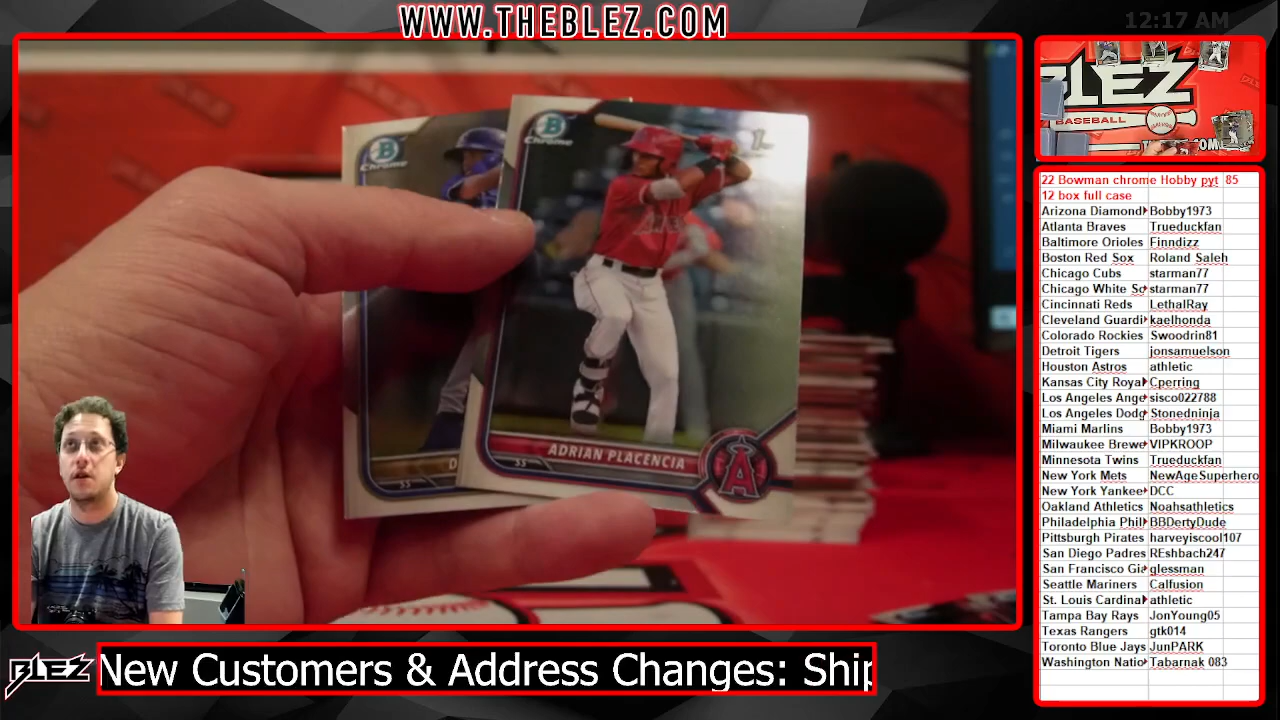 WWW.THEBLEZ.COM
12:17 AM
B
Chrome
B
Chrome
1st
ADRIAN PLACENCIA
SS
A
D
SS
BLEZ
BASEBALL
22 Bowman chrome Hobby pyt 85
12 box full case
Arizona Diamond Bobby1973
Atlanta Braves Trueduckfan
Baltimore Orioles Finndizz
Boston Red Sox Roland Saleh
Chicago Cubs starman77
Chicago White So starman77
Cincinnati Reds LethalRay
Cleveland Guardi kaelhonda
Colorado Rockies Swoodrin81
Detroit Tigers jonsamuelson
Houston Astros athletic
Kansas City Royal Cperring
Los Angeles Ange sisco022788
Los Angeles Dodg Stonedninja
Miami Marlins Bobby1973
Milwaukee Brewe VIPKROOP
Minnesota Twins Trueduckfan
New York Mets NewAgeSuperhero
New York Yankee DCC
Oakland Athletics Noahsathletics
Philadelphia Phil BBDertyDude
Pittsburgh Pirates harveyiscool107
San Diego Padres REshbach247
San Francisco Gia glessman
Seattle Mariners Calfusion
St. Louis Cardina athletic
Tampa Bay Rays JonYoung05
Texas Rangers gtk014
Toronto Blue Jays JunPARK
Washington Natio Tabarnak 083
BLEZ
New Customers & Address Changes: Ship